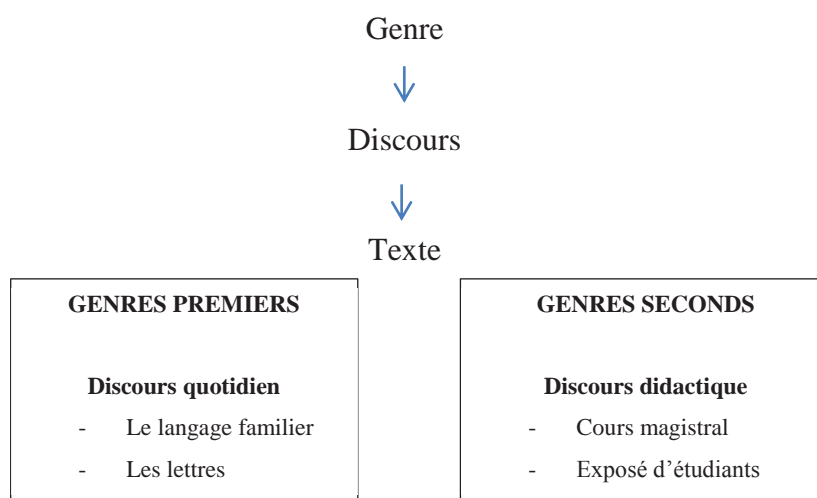 Genre
Discours
Texte
GENRES PREMIERS
Discours quotidien
- Le langage familier
- Les lettres
GENRES SECONDS
Discours didactique
- Cours magistral
- Exposé d'étudiants